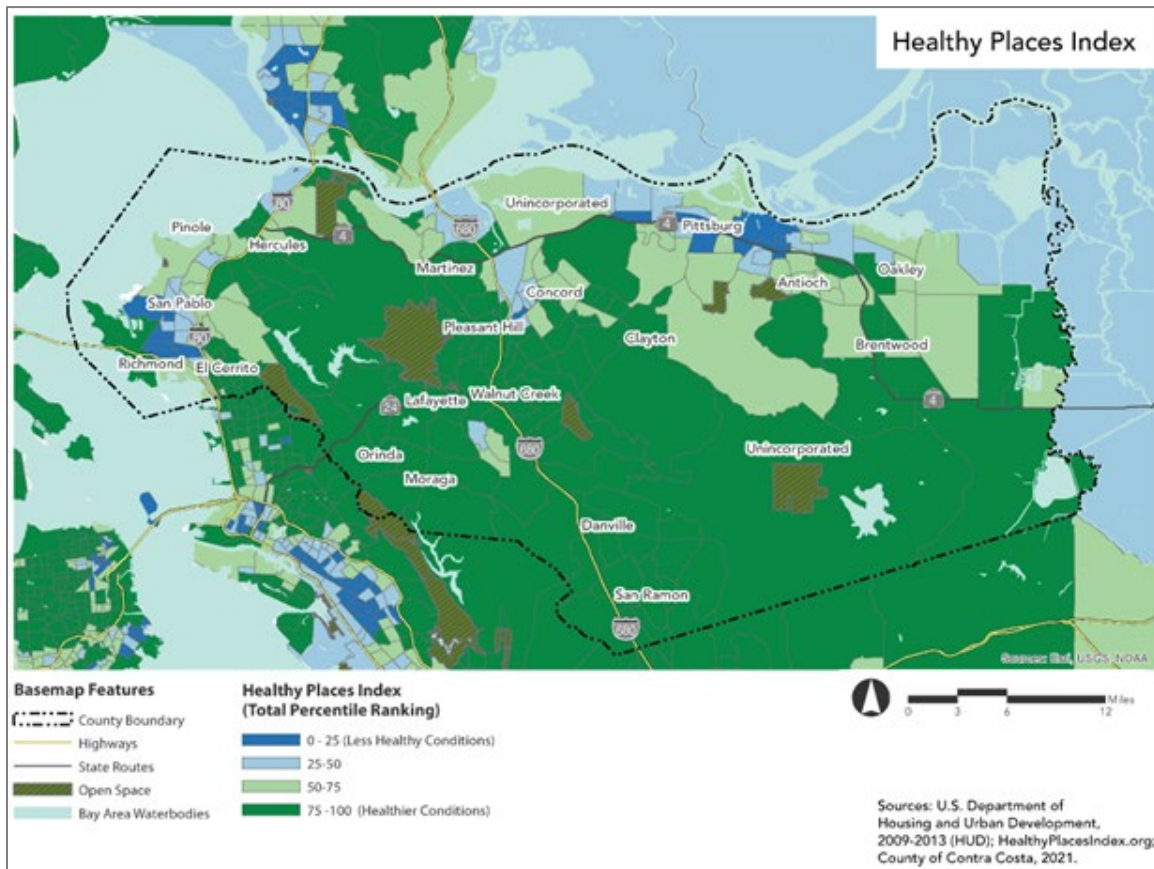 Healthy Places Index
80
Unincorporated
Pinole
4
680
4
Pittsburg
Hercules
Martinez
Oakley
San Pablo
Concord
Antioch
80
Pleasant Hill
Clayton
Brentwood
Richmond
El Cerrito
Walnut Creek
24
Lafayette
4
680
Unincorporated
Orinda
Moraga
Danville
San Ramon
680
Sources: Esri, USGS, NOAA
Basemap Features
County Boundary
Highways
State Routes
Open Space
Bay Area Waterbodies
Healthy Places Index
(Total Percentile Ranking)
0 - 25 (Less Healthy Conditions)
25-50
50-75
75 -100 (Healthier Conditions)
Miles
0 3 6 12
Sources: U.S. Department of
Housing and Urban Development,
2009-2013 (HUD); HealthyPlacesIndex.org;
County of Contra Costa, 2021.